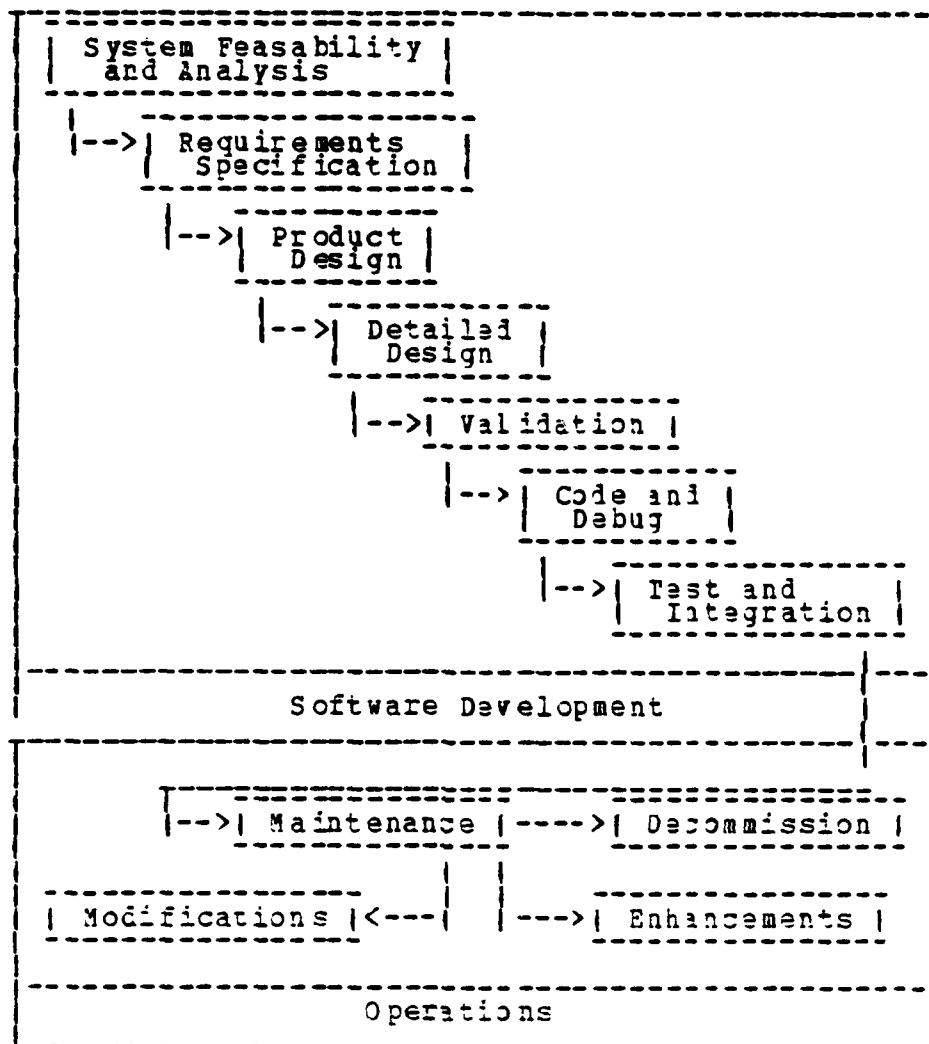 System Feasability
and Analysis
Requirements
Specification
Product
Design
Detailed
Design
Validation
Code and
Debug
Test and
Integration
Software Development
Maintenance
Decommission
Modifications
Enhancements
Operations